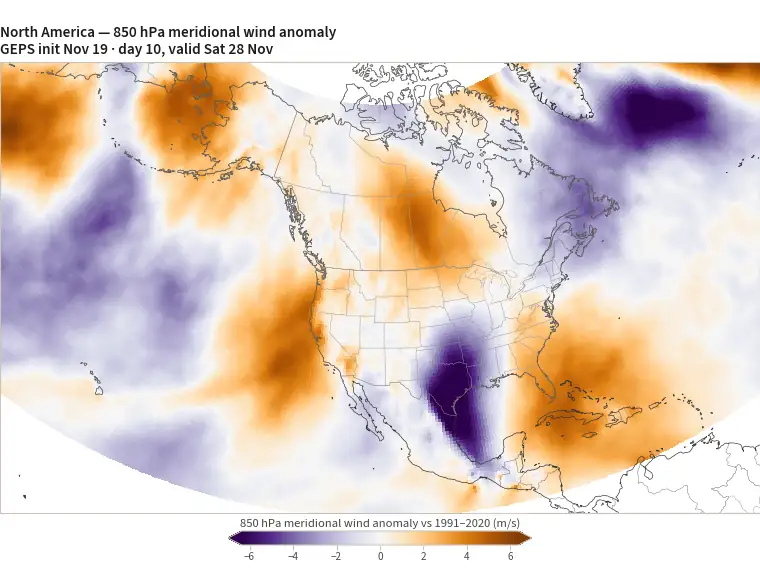 North America — 850 hPa meridional wind anomaly
GEPS init Nov 19 · day 10, valid Sat 28 Nov
850 hPa meridional wind anomaly vs 1991–2020 (m/s)
−6 −4 −2 0 2 4 6